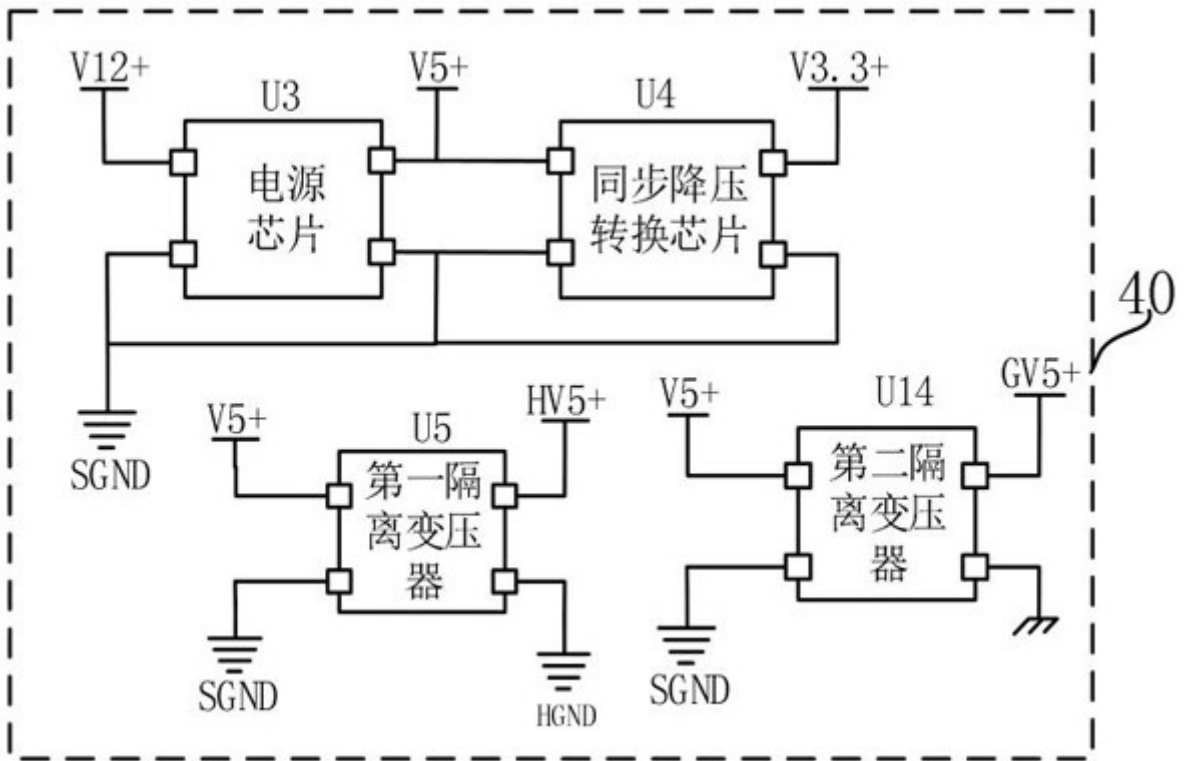 V12+
V5+
V3.3+
U3
U4
电源
芯片
同步降压
转换芯片
40
SGND
V5+
HV5+
V5+
U14
GV5+
U5
第一隔
离变压
器
第二隔
离变压
器
SGND
HGND
SGND